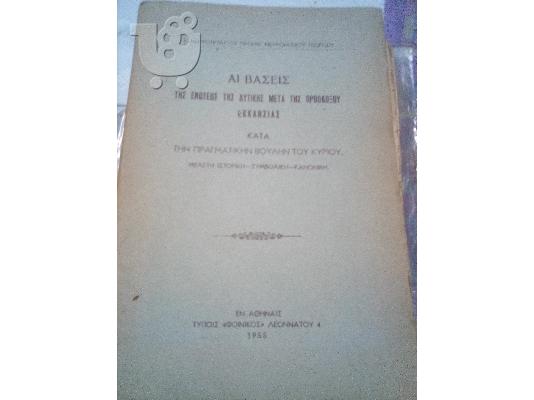 ΑΙ ΒΑΣΕΙΣ
ΤΗΣ ΕΝΩΣΕΩΣ ΤΗΣ ΔΥΤΙΚΗΣ ΜΕΤΑ ΤΗΣ ΟΡΘΟΔΟΞΟΥ
ΕΚΚΛΗΣΙΑΣ
ΚΑΤΑ
ΤΗΝ ΠΡΑΓΜΑΤΙΚΗΝ ΒΟΥΛΗΝ ΤΟΥ ΚΥΡΙΟΥ.
ΜΕΛΕΤΗ ΙΣΤΟΡΙΚΗ—ΣΥΜΒΟΛΙΚΗ—ΚΑΝΟΝΙΚΗ.
ΕΝ ΑΘΗΝΑΙΣ
ΤΥΠΟΙΣ «ΦΟΙΝΙΚΟΣ» ΛΕΟΝΝΑΤΟΥ 4
1955